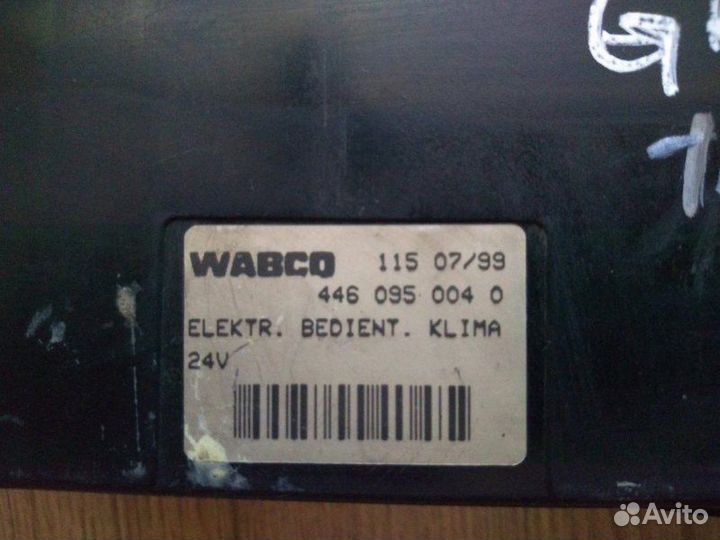 WABCO 115 07/99
446 095 004 0
ELEKTR. BEDIENT. KLIMA
24V
Avito